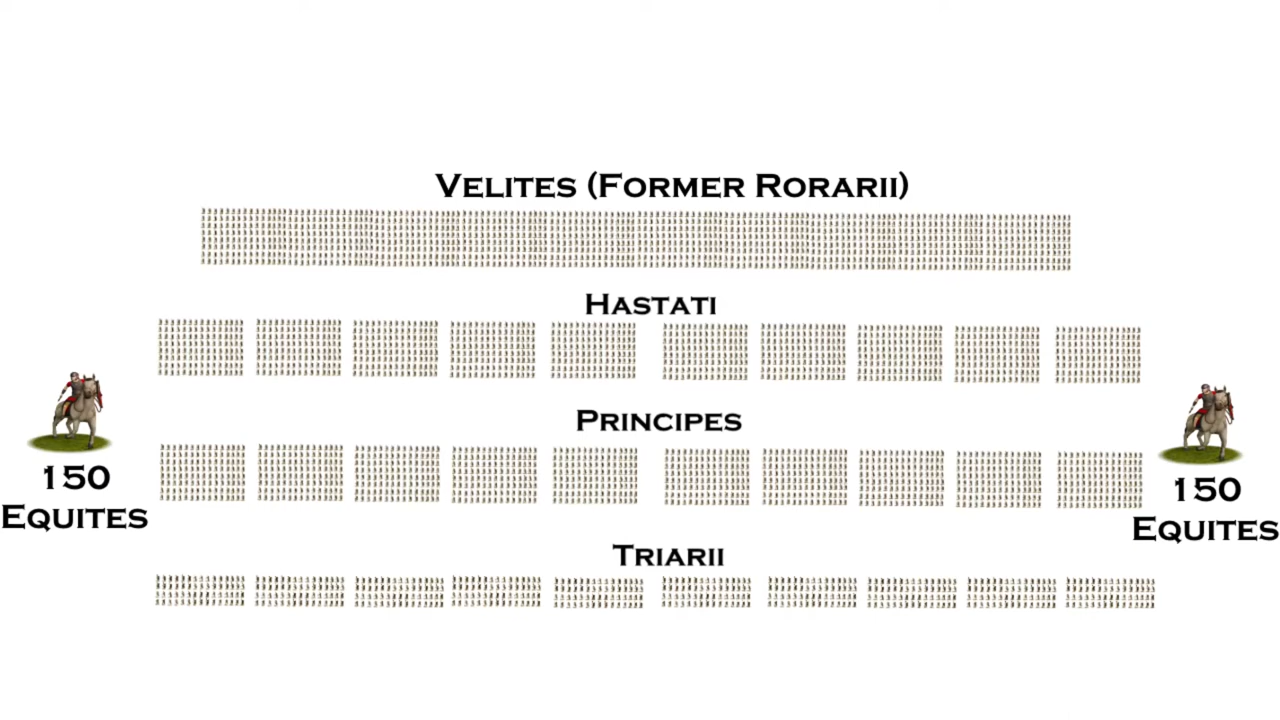 Velites (Former Rorarii)
Hastati
Principes
150
Equites
150
Equites
Triarii